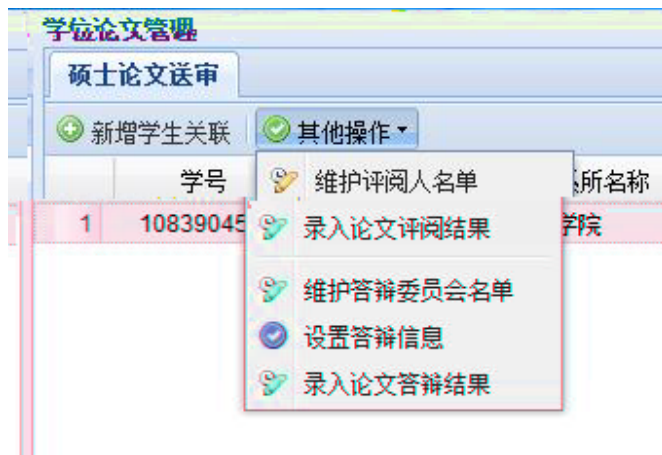 学位论文管理
硕士论文送审
新增学生关联 其他操作
学号 所名称
1 10839045 学院
维护评阅人名单
录入论文评阅结果
维护答辩委员会名单
设置答辩信息
录入论文答辩结果